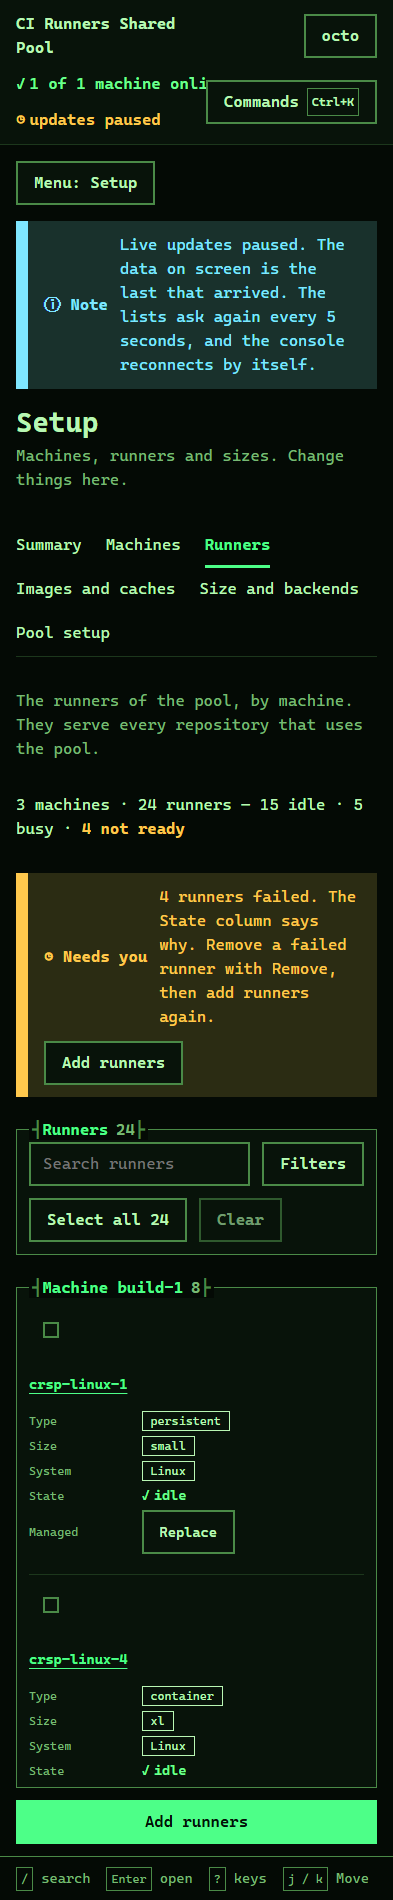 CI Runners Shared
Pool
octo
✓ 1 of 1 machine onli
Commands Ctrl+K
updates paused
Menu: Setup
Live updates paused. The
data on screen is the
ⓘ Note last that arrived. The
lists ask again every 5
seconds, and the console
reconnects by itself.
Setup
Machines, runners and sizes. Change
things here.
Summary Machines Runners
Images and caches Size and backends
Pool setup
The runners of the pool, by machine.
They serve every repository that uses
the pool.
3 machines · 24 runners — 15 idle · 5
busy · 4 not ready
4 runners failed. The
State column says
Needs you why. Remove a failed
runner with Remove,
then add runners
again.
Add runners
Runners 24
Search runners Filters
Select all 24 Clear
Machine build-1 8
crsp-linux-1
Type persistent
Size small
System Linux
State ✓ idle
Managed Replace
crsp-linux-4
Type container
Size xl
System Linux
State ✓ idle
Add runners
/ search Enter open ? keys j / k Move